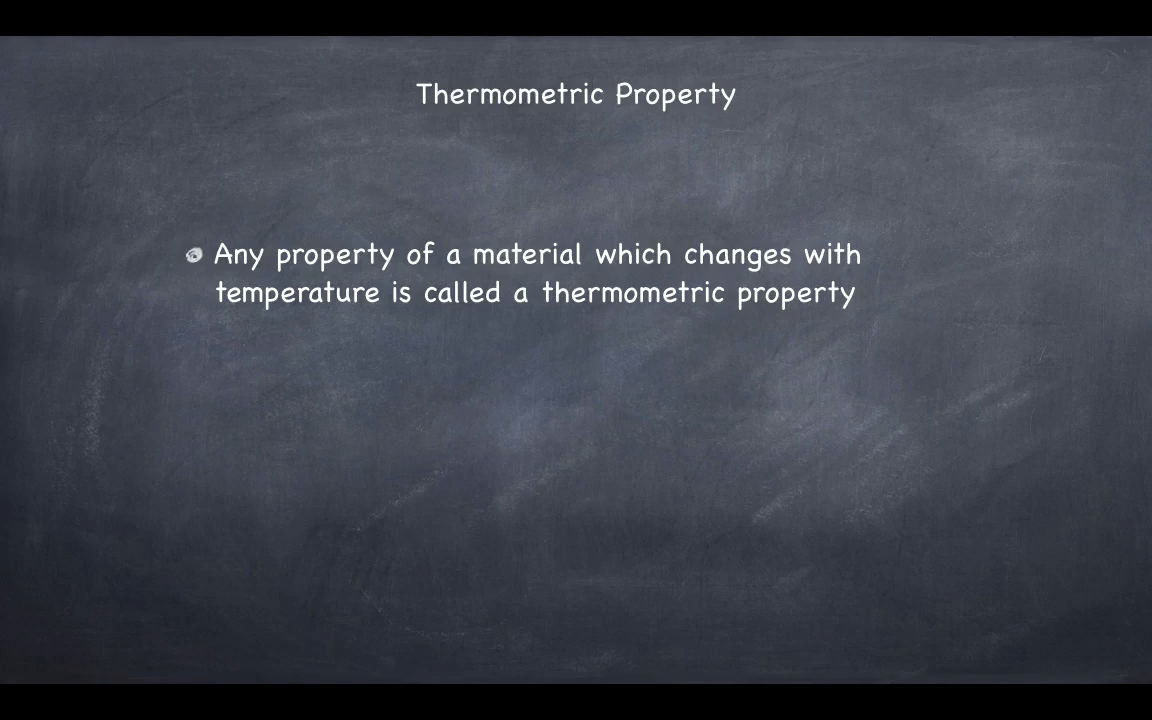 Thermometric Property
Any property of a material which changes with
temperature is called a thermometric property